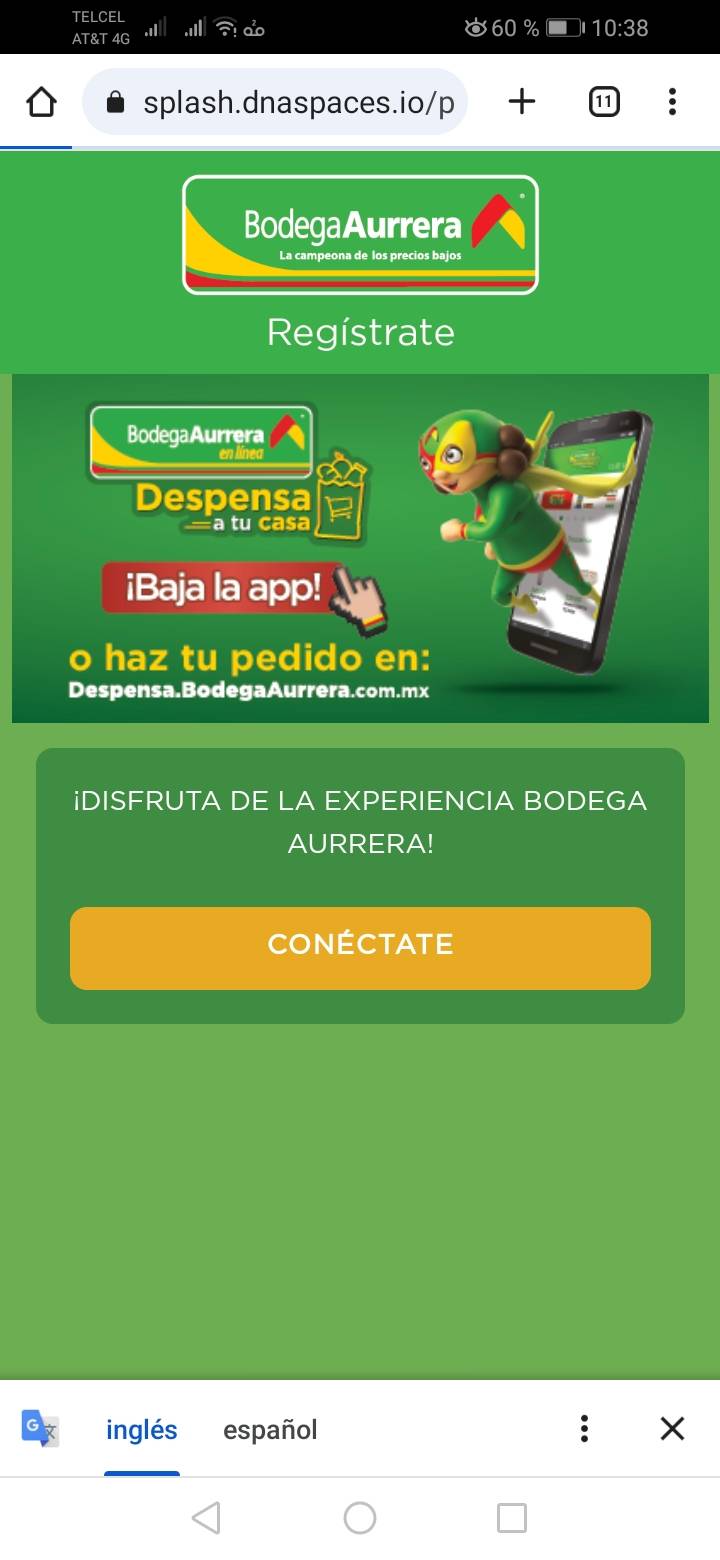 TELCEL
AT&T 4G
2
60 %
10:38
splash.dnaspaces.io/p
11
BodegaAurrera
La campeona de los precios bajos
Regístrate
BodegaAurrera
en línea
Despensa
a tu casa
¡Baja la app!
o haz tu pedido en:
Despensa.BodegaAurrera.com.mx
¡DISFRUTA DE LA EXPERIENCIA BODEGA
AURRERA!
CONÉCTATE
G
inglés
español